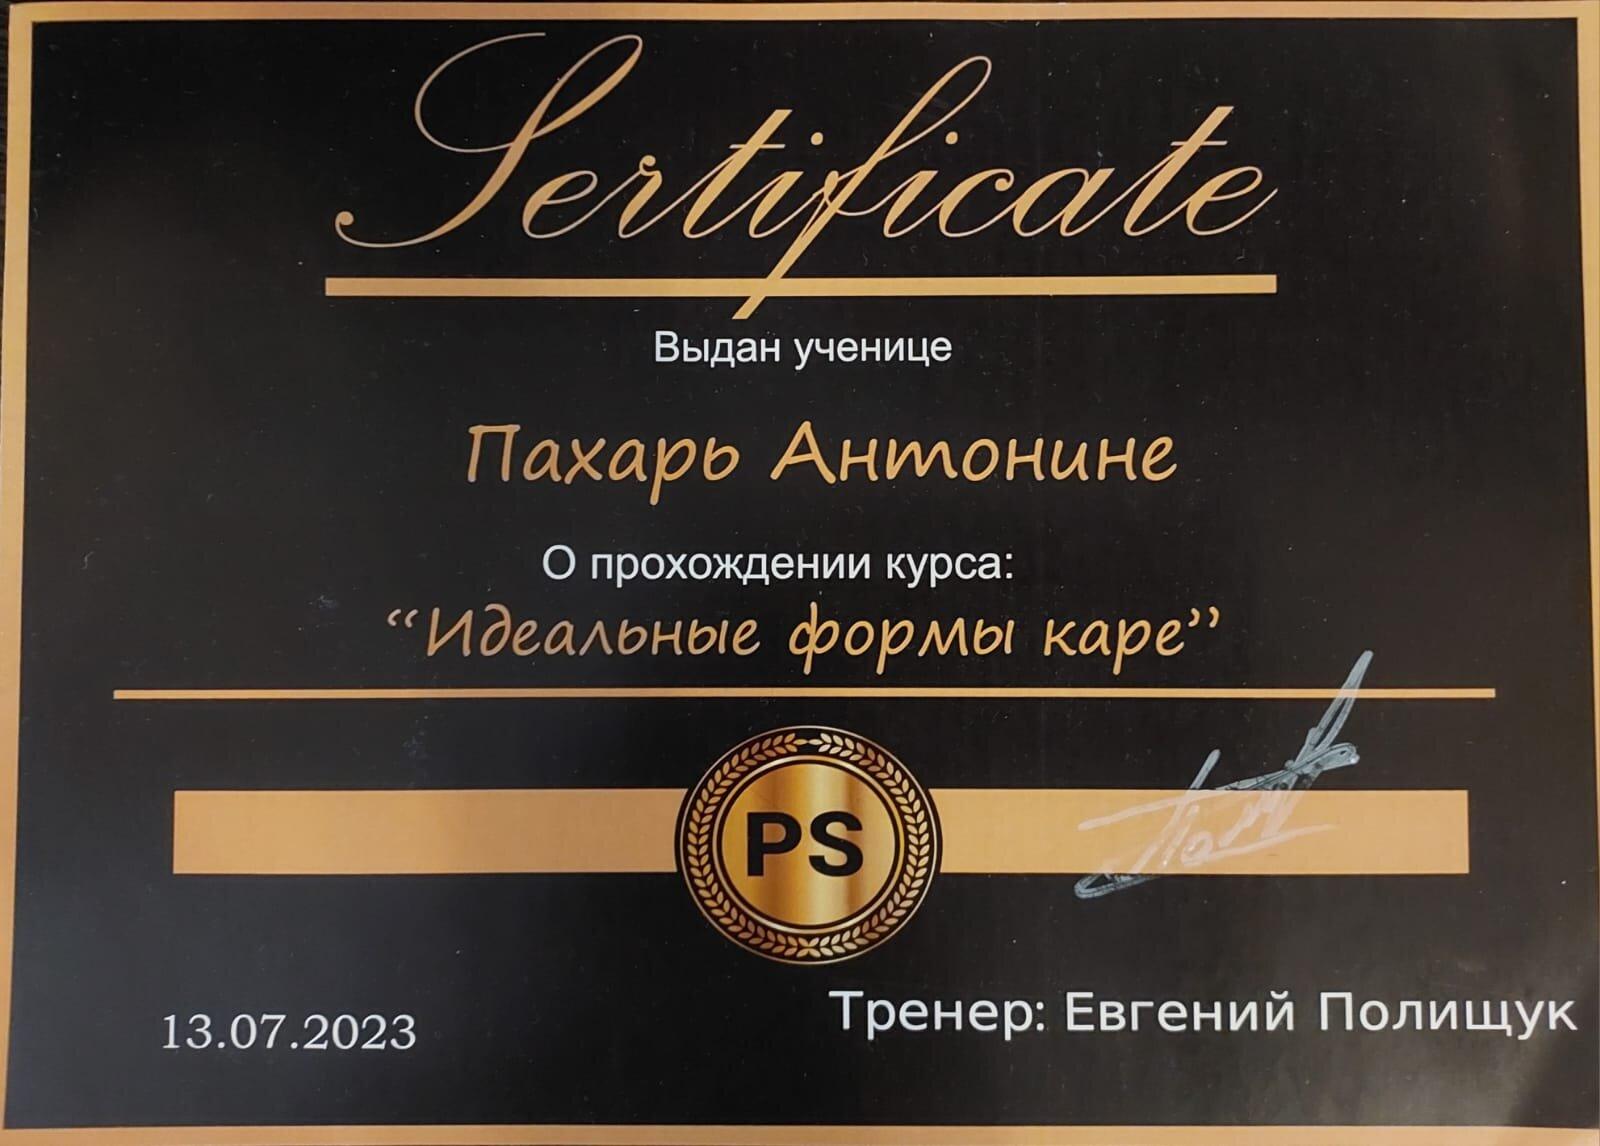 Sertificate
Выдан ученице
Пахарь Антонине
О прохождении курса:
“Идеальные формы каре”
PS
13.07.2023
Тренер: Евгений Полищук